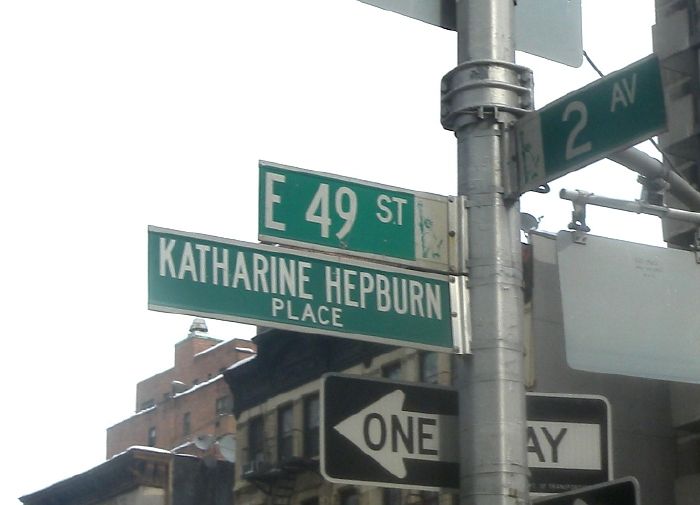 2 AV
E 49 ST
KATHARINE HEPBURN
PLACE
ONE
AY